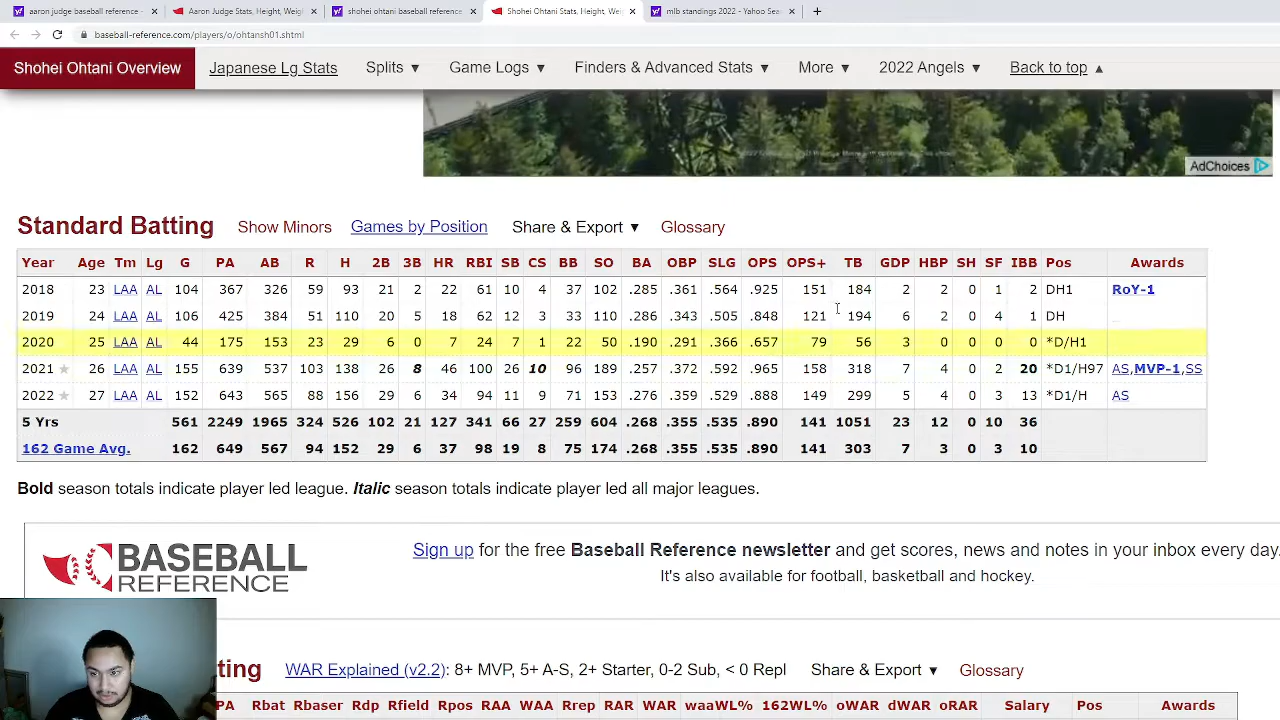 aaron judge baseball reference -
Aaron Judge Stats, Height, Weig
shohei ohtani baseball reference
Shohei Ohtani Stats, Height, We
mlb standings 2022 - Yahoo Sea
baseball-reference.com/players/o/ohtansh01.shtml
Shohei Ohtani Overview Japanese Lg Stats Splits ▼ Game Logs ▼ Finders & Advanced Stats ▼ More ▼ 2022 Angels ▼ Back to top ▲
AdChoices
Standard Batting Show Minors Games by Position Share & Export ▼ Glossary
Year Age Tm Lg G PA AB R H 2B 3B HR RBI SB CS BB SO BA OBP SLG OPS OPS+ TB GDP HBP SH SF IBB Pos Awards
2018 23 LAA AL 104 367 326 59 93 21 2 22 61 10 4 37 102 .285 .361 .564 .925 151 184 2 2 0 1 2 DH1 RoY-1
2019 24 LAA AL 106 425 384 51 110 20 5 18 62 12 3 33 110 .286 .343 .505 .848 121 194 6 2 0 4 1 DH
2020 25 LAA AL 44 175 153 23 29 6 0 7 24 7 1 22 50 .190 .291 .366 .657 79 56 3 0 0 0 0 *D/H1
2021 ★ 26 LAA AL 155 639 537 103 138 26 8 46 100 26 10 96 189 .257 .372 .592 .965 158 318 7 4 0 2 20 *D1/H97 AS,MVP-1,SS
2022 ★ 27 LAA AL 152 643 565 88 156 29 6 34 94 11 9 71 153 .276 .359 .529 .888 149 299 5 4 0 3 13 *D1/H AS
5 Yrs 561 2249 1965 324 526 102 21 127 341 66 27 259 604 .268 .355 .535 .890 141 1051 23 12 0 10 36
162 Game Avg. 162 649 567 94 152 29 6 37 98 19 8 75 174 .268 .355 .535 .890 141 303 7 3 0 3 10
Bold season totals indicate player led league. Italic season totals indicate player led all major leagues.
BASEBALL
REFERENCE
Sign up for the free Baseball Reference newsletter and get scores, news and notes in your inbox every day.
It's also available for football, basketball and hockey.
ting WAR Explained (v2.2): 8+ MVP, 5+ A-S, 2+ Starter, 0-2 Sub, < 0 Repl Share & Export ▼ Glossary
PA Rbat Rbaser Rdp Rfield Rpos RAA WAA Rrep RAR WAR waaWL% 162WL% oWAR dWAR oRAR Salary Pos Awards